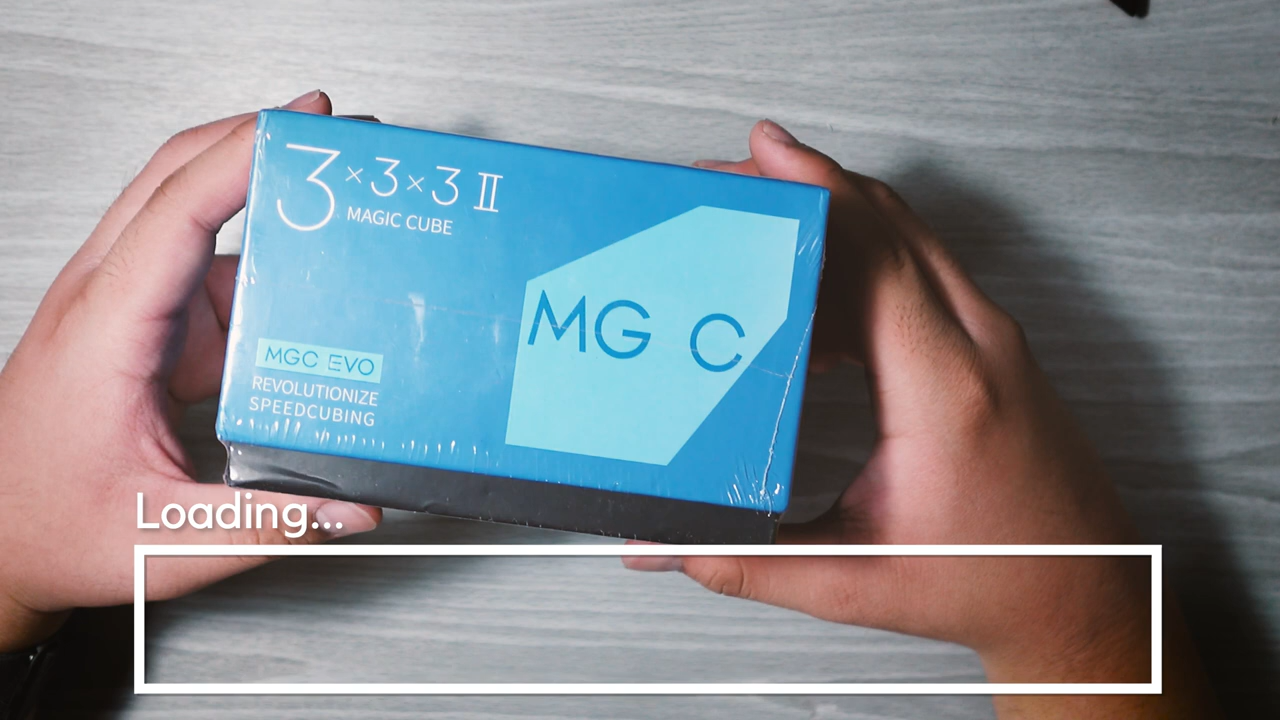 3×3×3 II
MAGIC CUBE
MG C
MGC EVO
REVOLUTIONIZE
SPEEDCUBING
Loading...